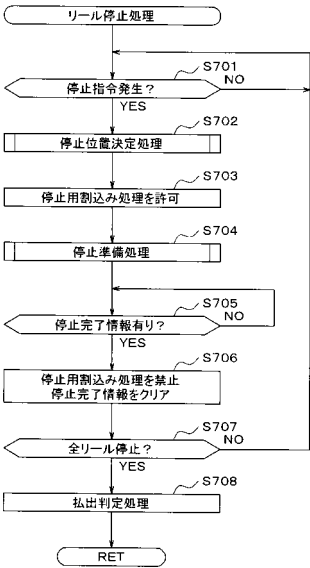 リール停止処理
S701
停止指令発生？
NO
YES
S702
停止位置決定処理
S703
停止用割込み処理を許可
S704
停止準備処理
S705
停止完了情報有り？
NO
YES
S706
停止用割込み処理を禁止
停止完了情報をクリア
S707
全リール停止？
NO
YES
S708
払出判定処理
RET